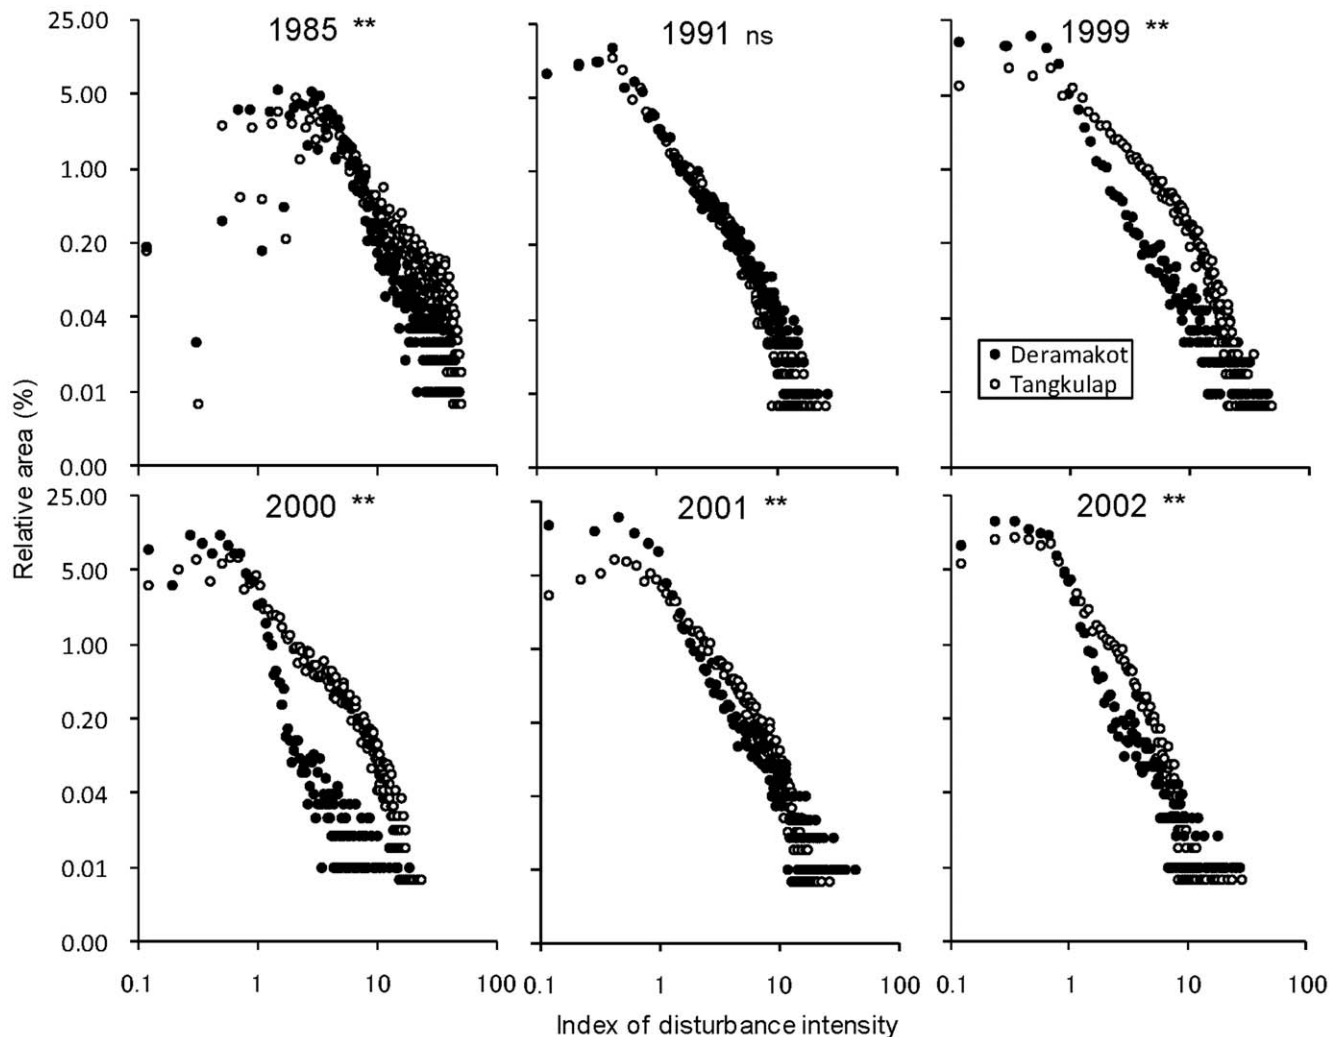 1985 **
1991 ns
1999 **
25.00
5.00
1.00
0.20
0.04
0.01
0.00
Deramakot
Tangkulap
Relative area (%)
2000 **
2001 **
2002 **
25.00
5.00
1.00
0.20
0.04
0.01
0.00
0.1 1 10 100
0.1 1 10 100
0.1 1 10 100
Index of disturbance intensity